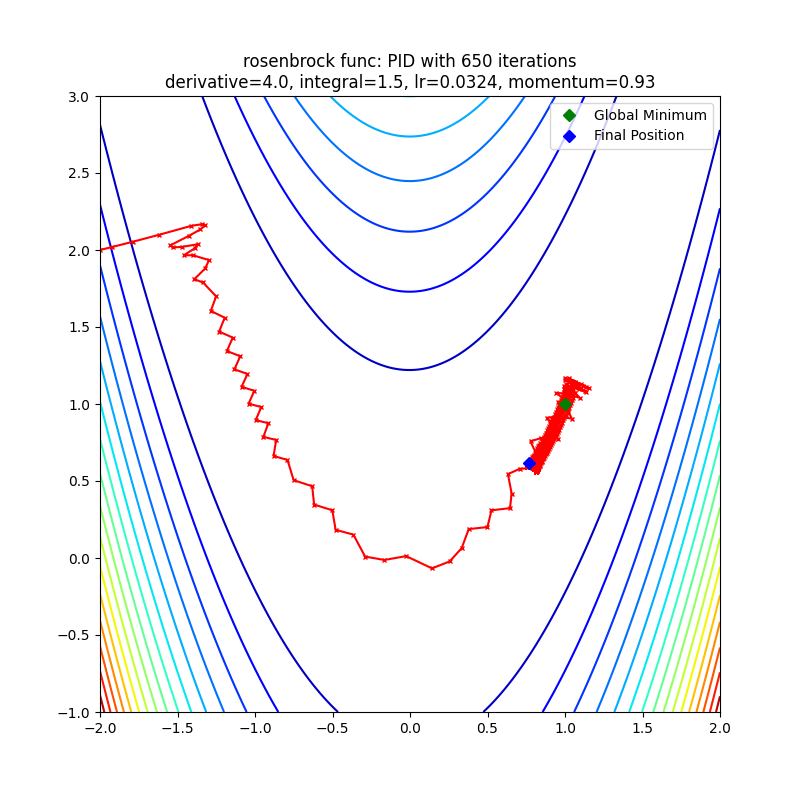 rosenbrock func: PID with 650 iterations
derivative=4.0, integral=1.5, lr=0.0324, momentum=0.93
Global Minimum
Final Position
3.0
2.5
2.0
1.5
1.0
0.5
0.0
−0.5
−1.0
−2.0 −1.5 −1.0 −0.5 0.0 0.5 1.0 1.5 2.0